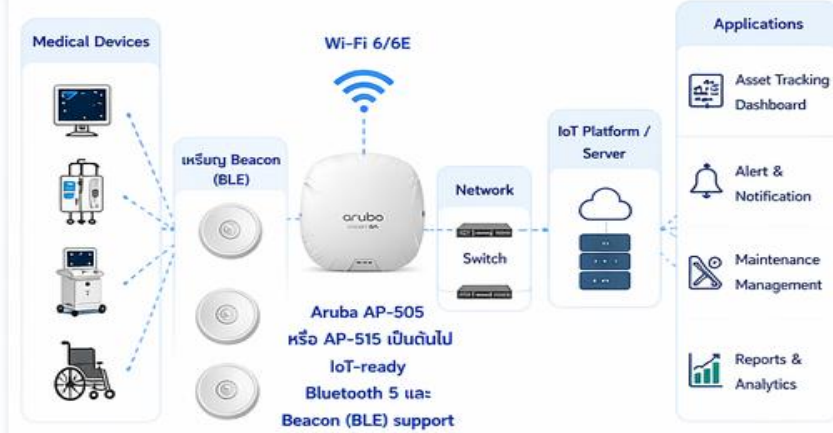 Medical Devices
เหรียญ Beacon
(BLE)
Wi-Fi 6/6E
aruba
Aruba AP-505
หรือ AP-515 เป็นต้นไป
IoT-ready
Bluetooth 5 และ
Beacon (BLE) support
Network
Switch
IoT Platform /
Server
Applications
Asset Tracking
Dashboard
Alert &
Notification
Maintenance
Management
Reports &
Analytics